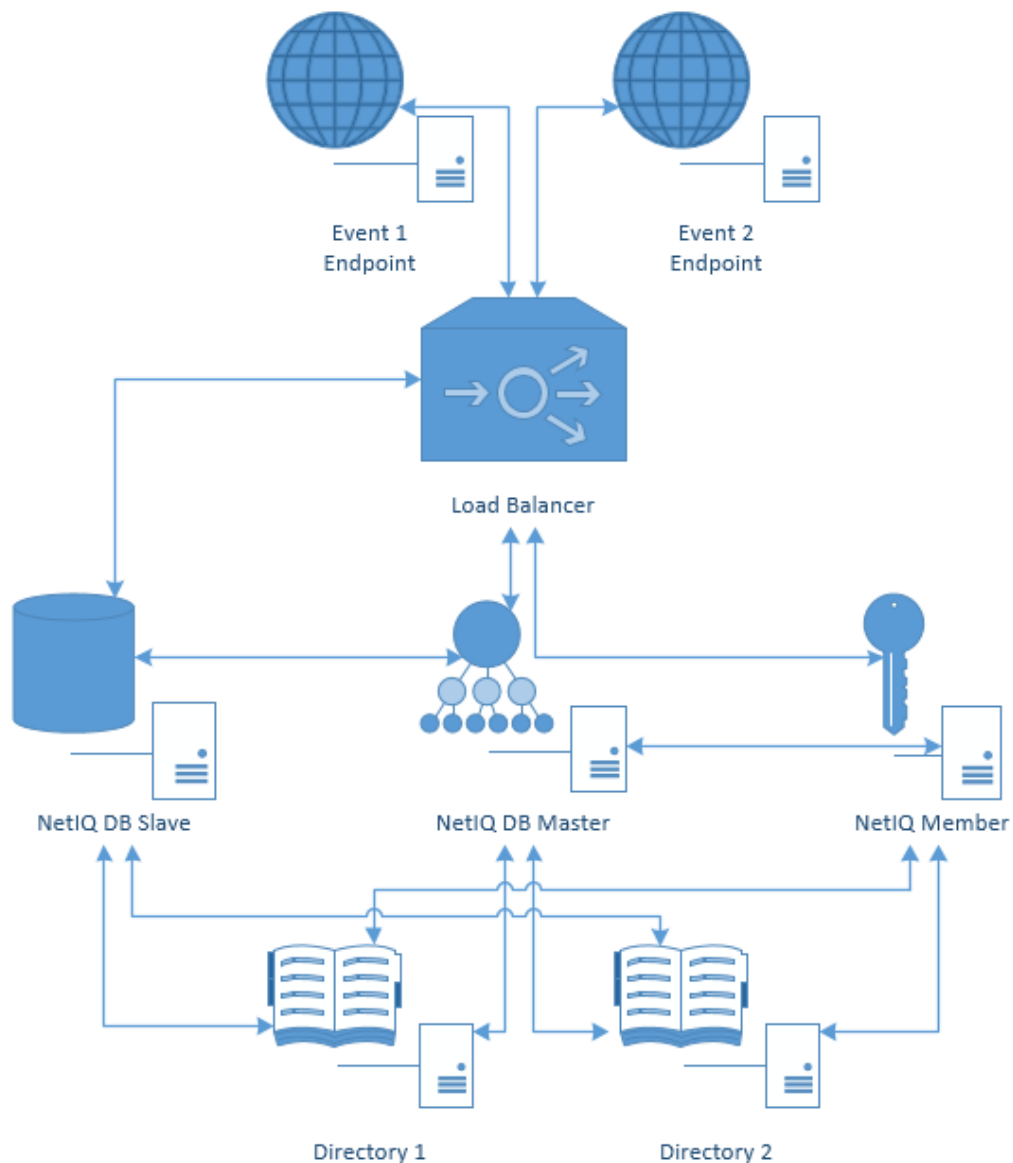 Event 1
Endpoint
Event 2
Endpoint
Load Balancer
NetIQ DB Slave
NetIQ DB Master
NetIQ Member
Directory 1
Directory 2